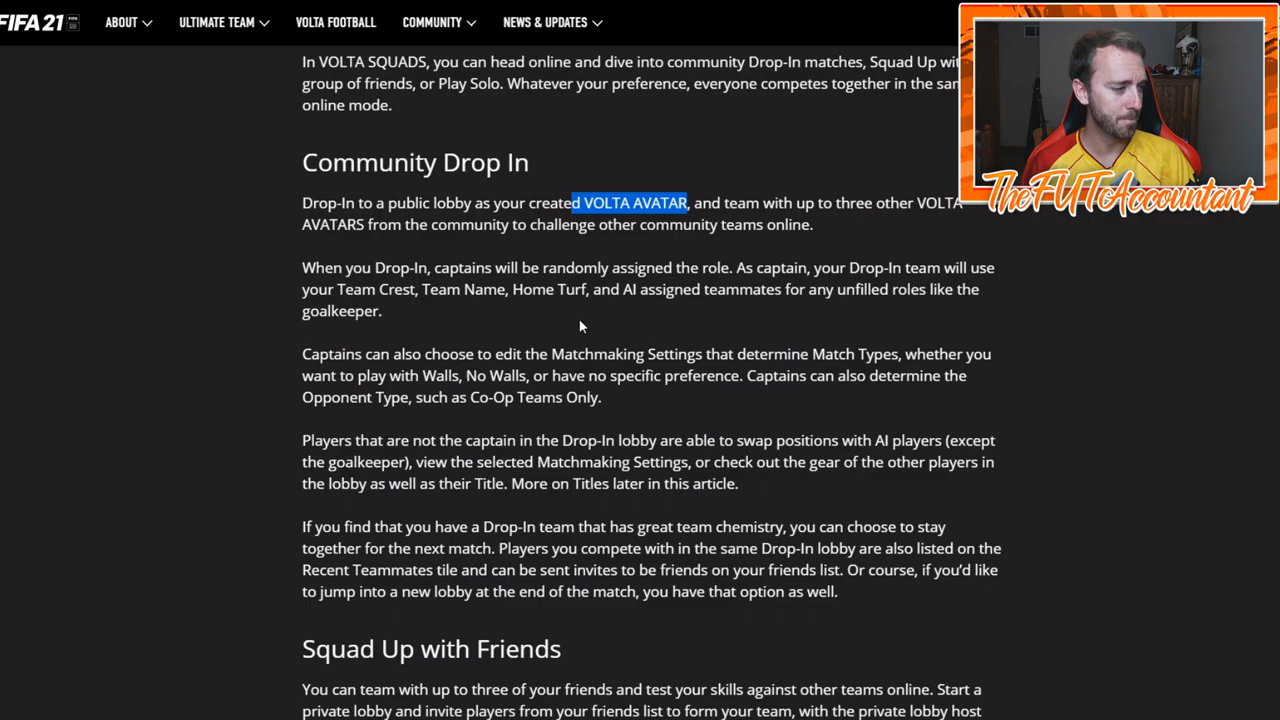 FIFA 21 ABOUT ULTIMATE TEAM VOLTA FOOTBALL COMMUNITY NEWS & UPDATES
In VOLTA SQUADS, you can head online and dive into community Drop-In matches, Squad Up
group of friends, or Play Solo. Whatever your preference, everyone competes together in the
online mode.
Community Drop In
Drop-In to a public lobby as your created VOLTA AVATAR, and team with up to three other VOLTA
AVATARS from the community to challenge other community teams online.
When you Drop-In, captains will be randomly assigned the role. As captain, your Drop-In team will use
your Team Crest, Team Name, Home Turf, and AI assigned teammates for any unfilled roles like the
goalkeeper.
Captains can also choose to edit the Matchmaking Settings that determine Match Types, whether you
want to play with Walls, No Walls, or have no specific preference. Captains can also determine the
Opponent Type, such as Co-Op Teams Only.
Players that are not the captain in the Drop-In lobby are able to swap positions with AI players (except
the goalkeeper), view the selected Matchmaking Settings, or check out the gear of the other players in
the lobby as well as their Title. More on Titles later in this article.
If you find that you have a Drop-In team that has great team chemistry, you can choose to stay
together for the next match. Players you compete with in the same Drop-In lobby are also listed on the
Recent Teammates tile and can be sent invites to be friends on your friends list. Or course, if you'd like
to jump into a new lobby at the end of the match, you have that option as well.
Squad Up with Friends
You can team with up to three of your friends and test your skills against other teams online. Start a
private lobby and invite players from your friends list to form your team, with the private lobby host
TheFUTAccountant